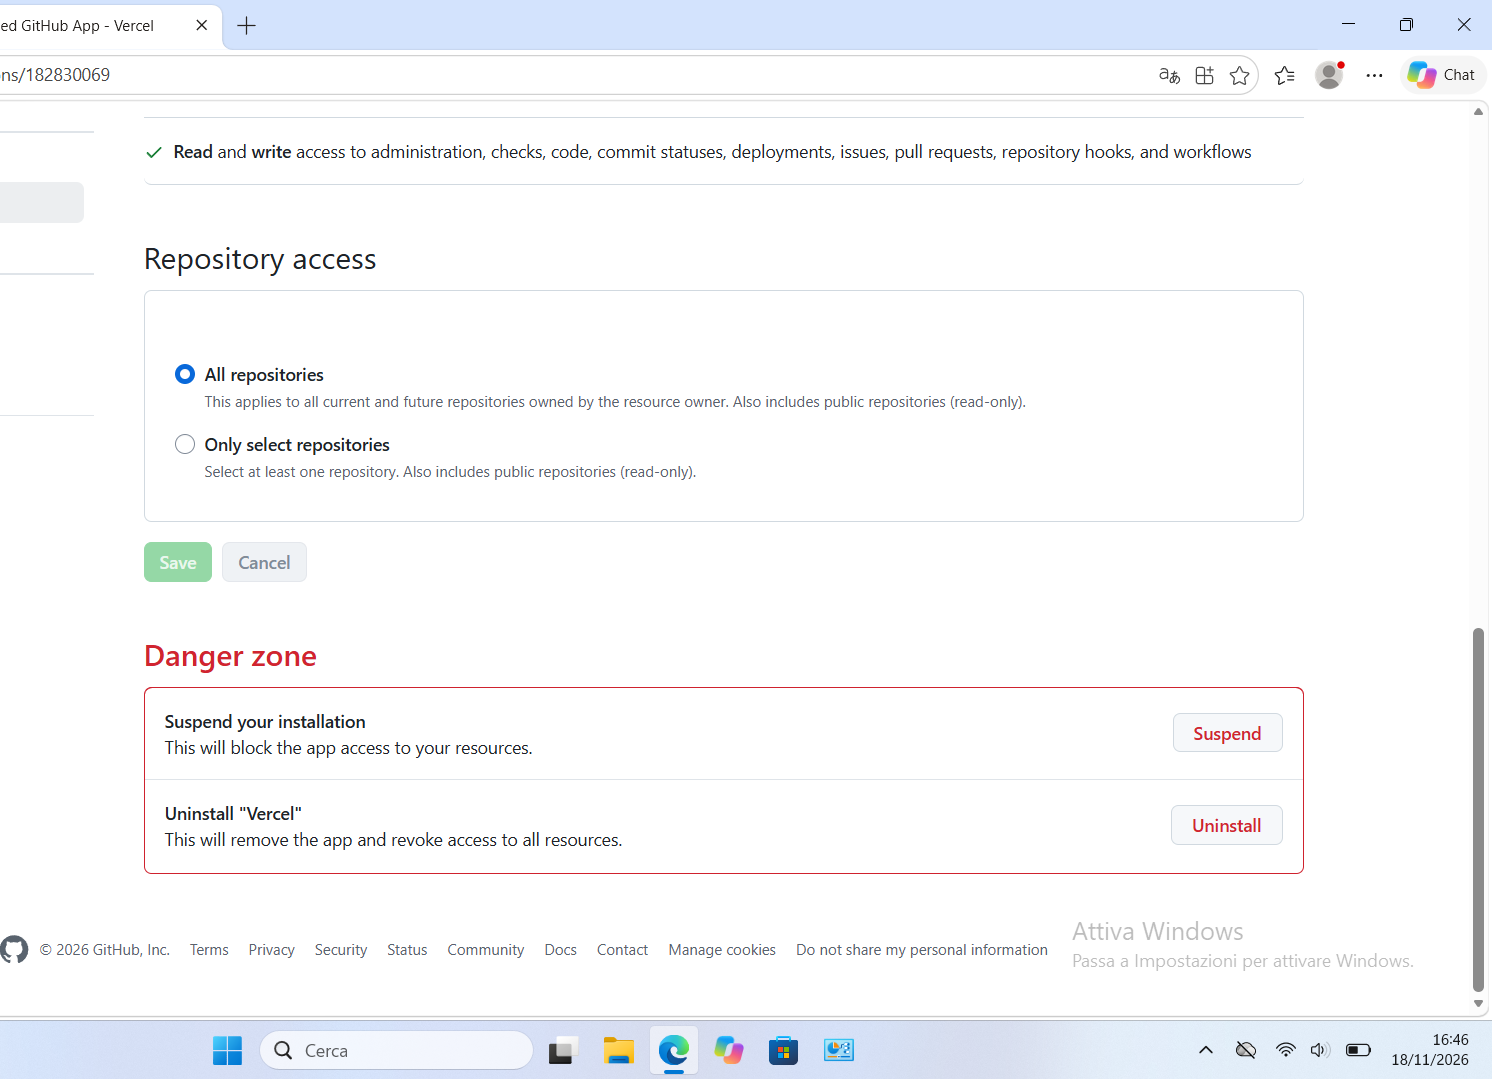 ed GitHub App - Vercel
ns/182830069
Chat
Read and write access to administration, checks, code, commit statuses, deployments, issues, pull requests, repository hooks, and workflows
Repository access
All repositories
This applies to all current and future repositories owned by the resource owner. Also includes public repositories (read-only).
Only select repositories
Select at least one repository. Also includes public repositories (read-only).
Save
Cancel
Danger zone
Suspend your installation
This will block the app access to your resources.
Suspend
Uninstall "Vercel"
This will remove the app and revoke access to all resources.
Uninstall
© 2026 GitHub, Inc.
Terms
Privacy
Security
Status
Community
Docs
Contact
Manage cookies
Do not share my personal information
Attiva Windows
Passa a Impostazioni per attivare Windows.
Cerca
16:46
18/11/2026